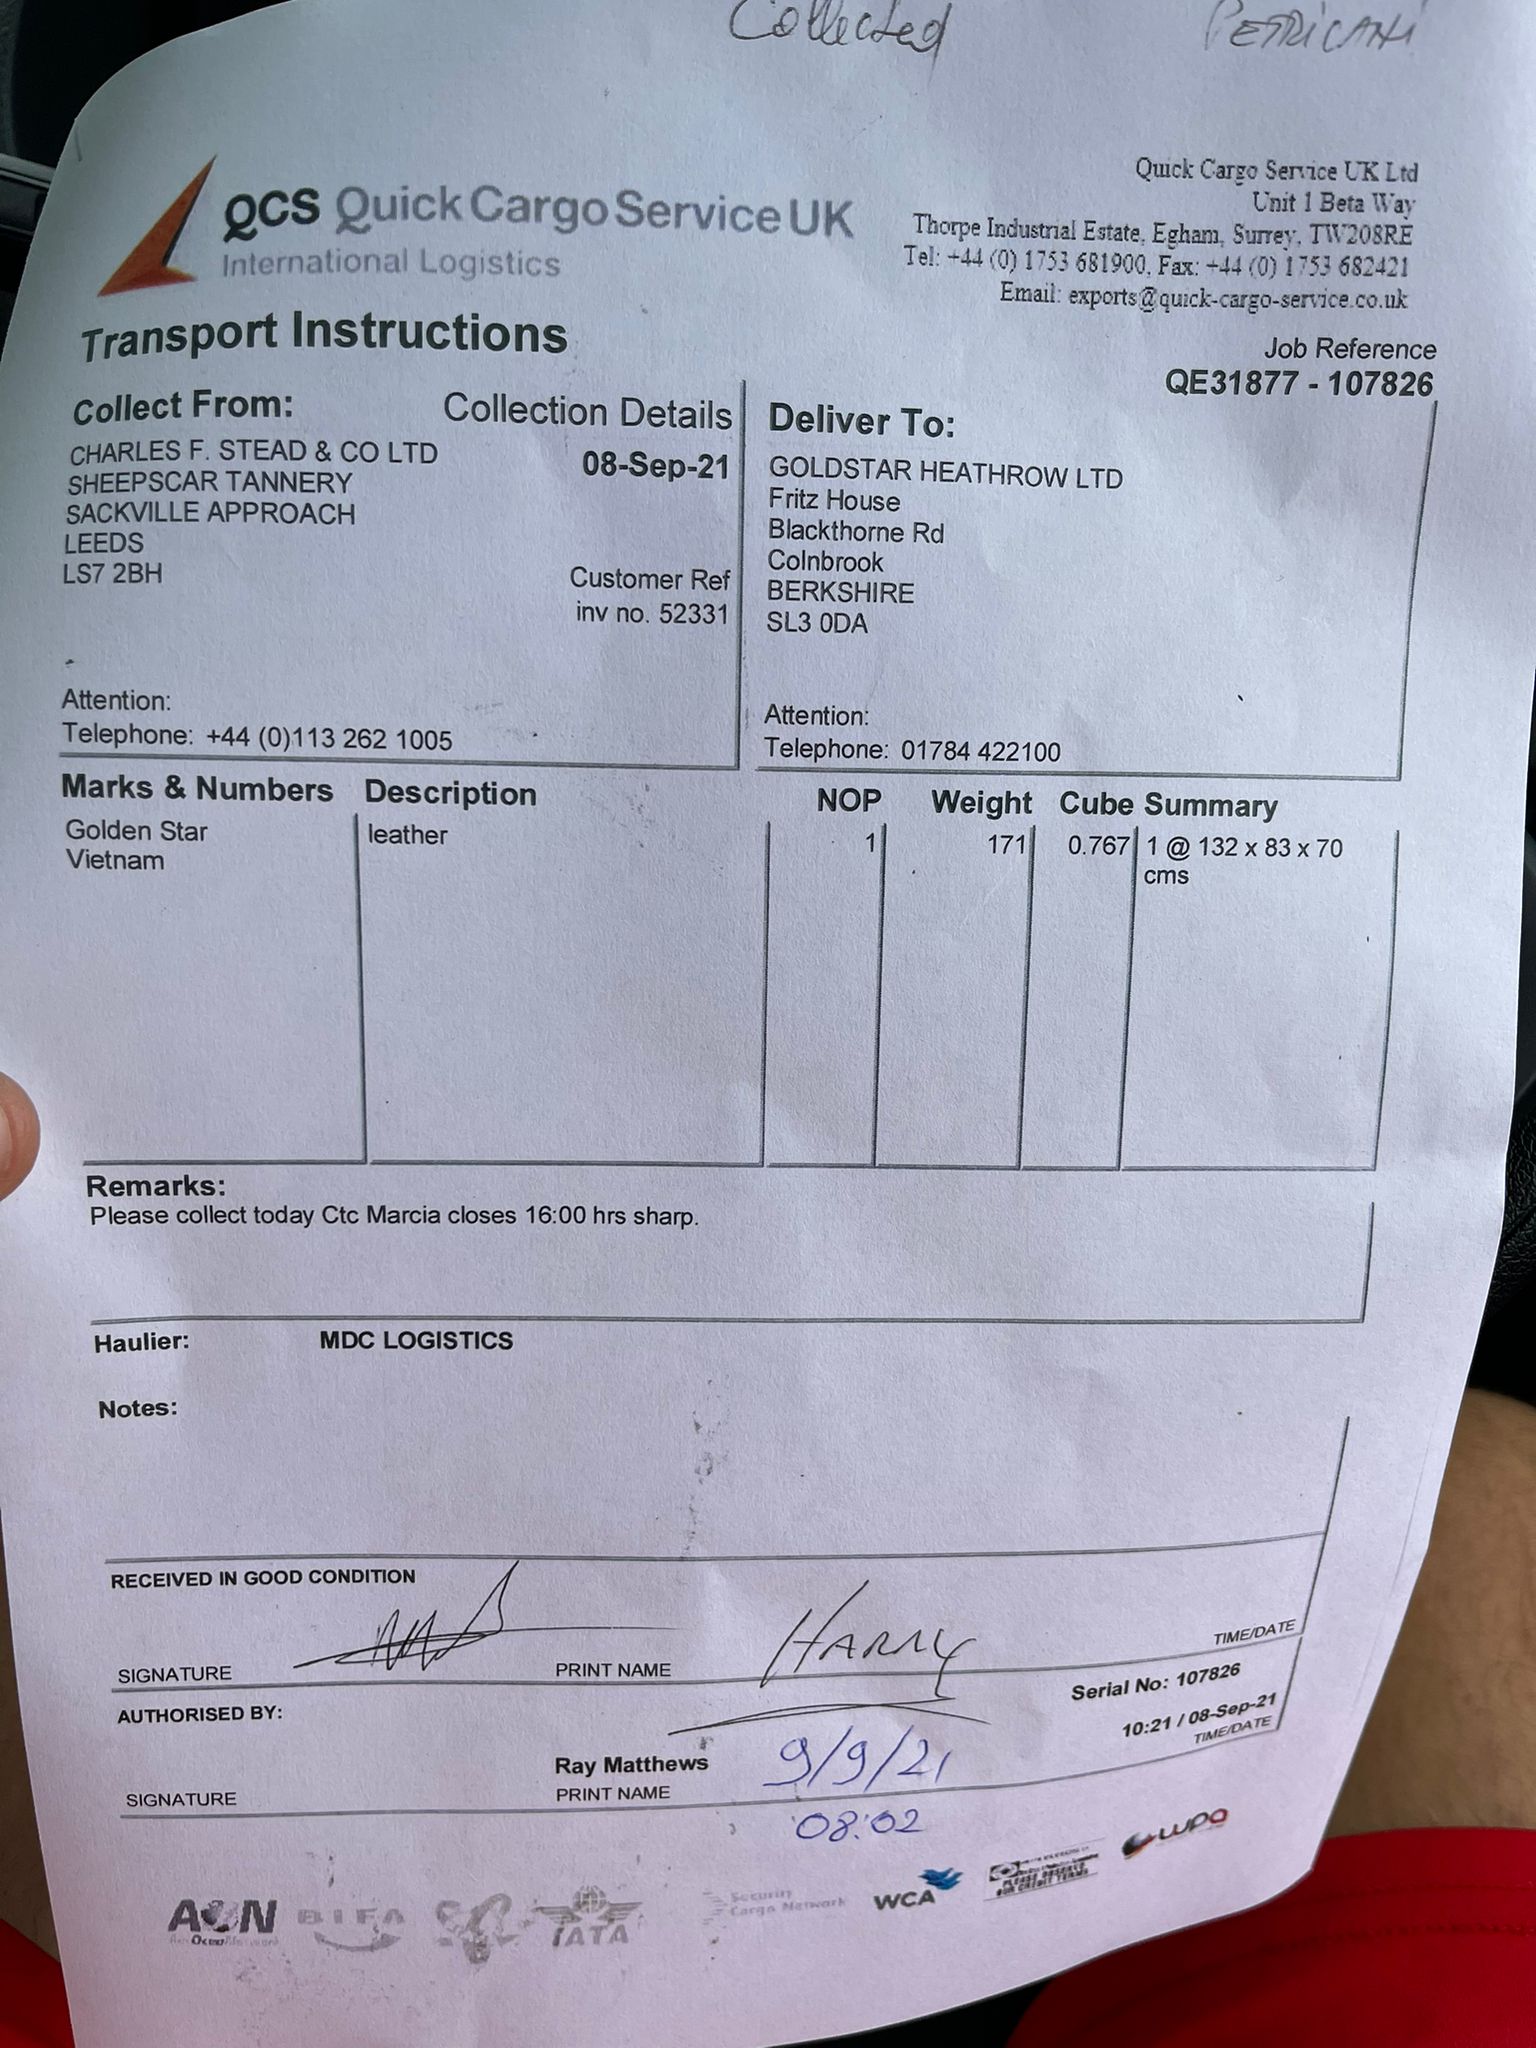 Collected
QCS Quick Cargo Service UK
International Logistics
Quick Cargo Service UK Ltd
Unit 1 Beta Way
Thorpe Industrial Estate, Egham, Surrey, TW208RE
Tel: +44 (0) 1753 681900, Fax: +44 (0) 1753 682421
Email: exports@quick-cargo-service.co.uk
Transport Instructions
Job Reference
QE31877 - 107826
Collect From:
CHARLES F. STEAD & CO LTD
SHEEPSCAR TANNERY
SACKVILLE APPROACH
LEEDS
LS7 2BH
Collection Details
08-Sep-21
Customer Ref
inv no. 52331
Attention:
Telephone: +44 (0)113 262 1005
Deliver To:
GOLDSTAR HEATHROW LTD
Fritz House
Blackthorne Rd
Colnbrook
BERKSHIRE
SL3 0DA
Attention:
Telephone: 01784 422100
Marks & Numbers Description NOP Weight Cube Summary
Golden Star leather 1 171 0.767 1 @ 132 x 83 x 70
Vietnam cms
Remarks:
Please collect today Ctc Marcia closes 16:00 hrs sharp.
Haulier: MDC LOGISTICS
Notes:
RECEIVED IN GOOD CONDITION
SIGNATURE PRINT NAME HARRY TIME/DATE
AUTHORISED BY:
Serial No: 107826
10:21 / 08-Sep-21
Ray Matthews 9/9/21
SIGNATURE PRINT NAME TIME/DATE
08:02
AON BIFA IATA Security WCA LUPA
Cargo Network
PLEASE OBSERVE
OUR CREDIT TERMS